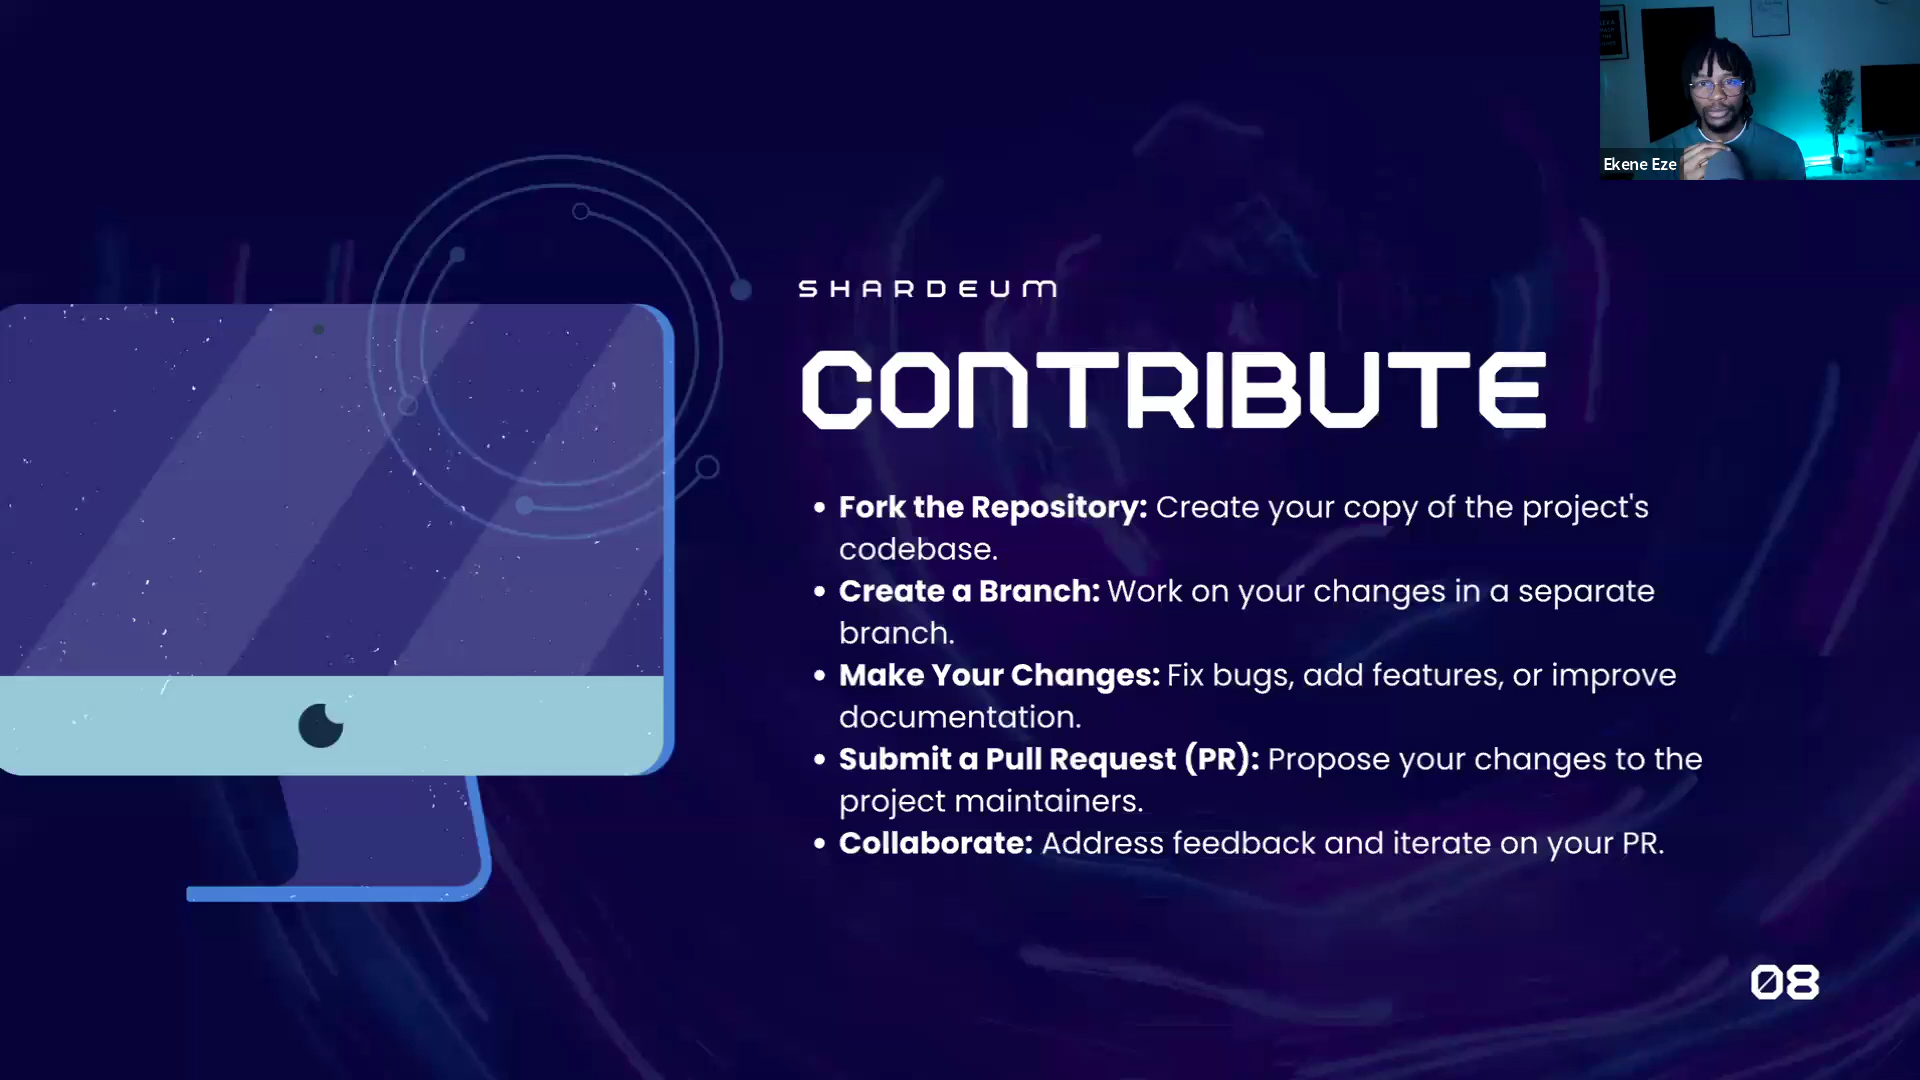 Ekene Eze
SHARDEUM
CONTRIBUTE
• Fork the Repository: Create your copy of the project's
codebase.
• Create a Branch: Work on your changes in a separate
branch.
• Make Your Changes: Fix bugs, add features, or improve
documentation.
• Submit a Pull Request (PR): Propose your changes to the
project maintainers.
• Collaborate: Address feedback and iterate on your PR.
08